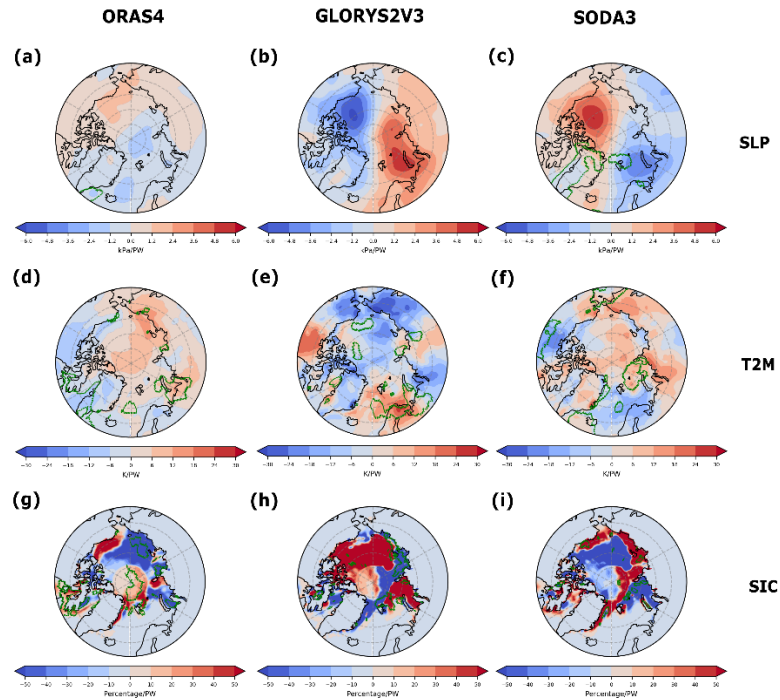 ORAS4 GLORYS2V3 SODA3
(a) (b) (c)
SLP
−6.0 −4.8 −3.6 −2.4 −1.2 0.0 1.2 2.4 3.6 4.8 6.0 −6.0 −4.8 −3.6 −2.4 −1.2 0.0 1.2 2.4 3.6 4.8 6.0 −6.0 −4.8 −3.6 −2.4 −1.2 0.0 1.2 2.4 3.6 4.8 6.0
kPa/PW kPa/PW kPa/PW
(d) (e) (f)
T2M
−30 −24 −18 −12 −6 0 6 12 18 24 30 −30 −24 −18 −12 −6 0 6 12 18 24 30 −30 −24 −18 −12 −6 0 6 12 18 24 30
K/PW K/PW K/PW
(g) (h) (i)
SIC
−50 −40 −30 −20 −10 0 10 20 30 40 50 −50 −40 −30 −20 −10 0 10 20 30 40 50 −50 −40 −30 −20 −10 0 10 20 30 40 50
Percentage/PW Percentage/PW Percentage/PW